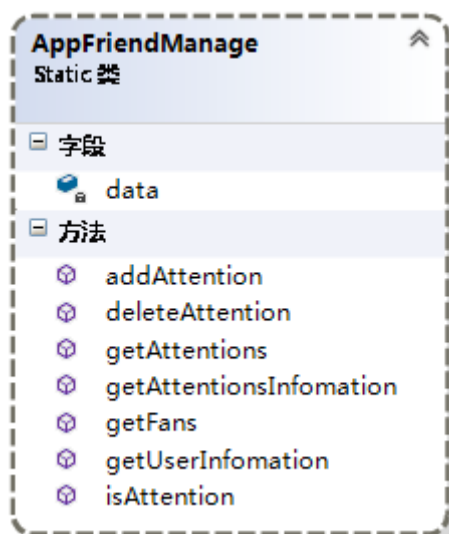 AppFriendManage
Static 类
字段
data
方法
addAttention
deleteAttention
getAttentions
getAttentionsInfomation
getFans
getUserInfomation
isAttention